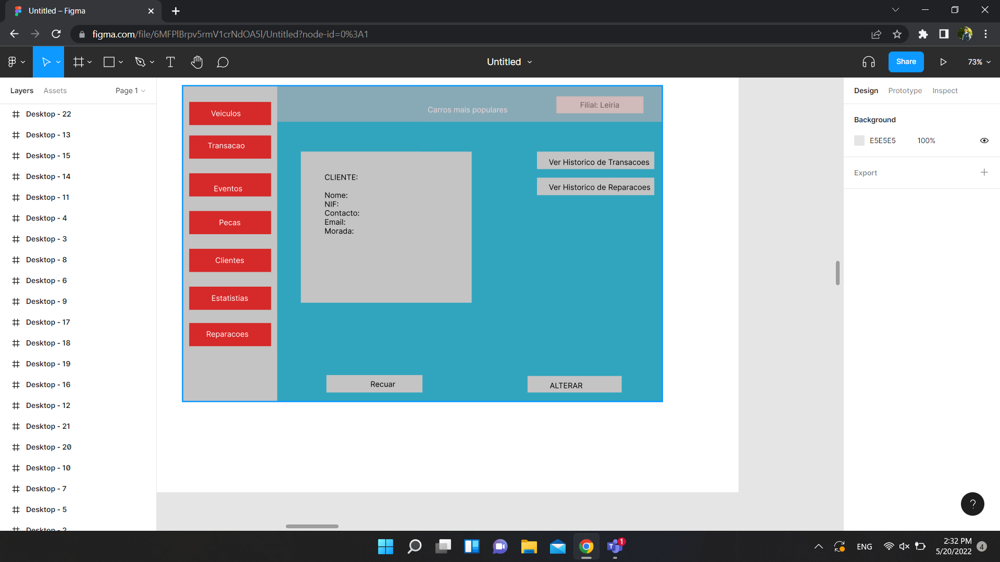 Untitled – Figma
figma.com/file/6MFPlBrpv5rmV1crNdOA5l/Untitled?node-id=0%3A1
Untitled
Share
73%
Layers
Assets
Page 1
Desktop - 22
Desktop - 13
Desktop - 15
Desktop - 14
Desktop - 11
Desktop - 4
Desktop - 3
Desktop - 8
Desktop - 6
Desktop - 9
Desktop - 17
Desktop - 18
Desktop - 19
Desktop - 16
Desktop - 12
Desktop - 21
Desktop - 20
Desktop - 10
Desktop - 7
Desktop - 5
Desktop - 2
Veiculos
Transacao
Eventos
Pecas
Clientes
Estatistias
Reparacoes
Carros mais populares
Filial: Leiria
CLIENTE:
Nome:
NIF:
Contacto:
Email:
Morada:
Ver Historico de Transacoes
Ver Historico de Reparacoes
Recuar
ALTERAR
Design
Prototype
Inspect
Background
E5E5E5
100%
Export
?
1
ENG
2:32 PM
5/20/2022
4